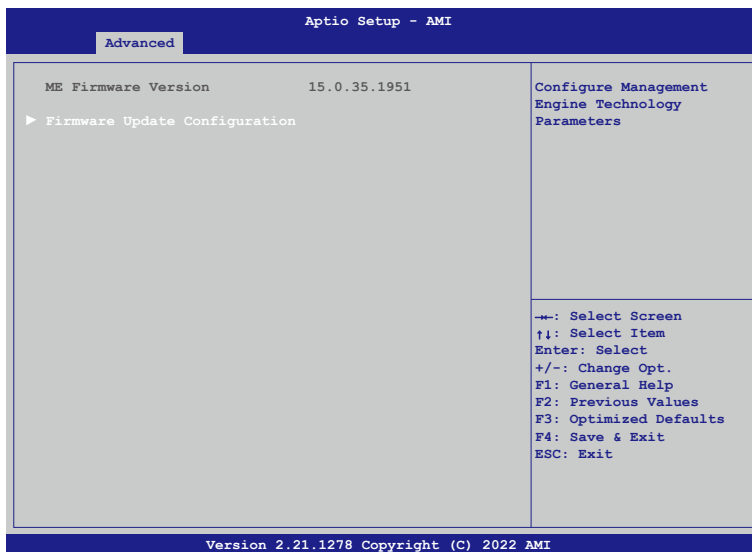 Aptio Setup - AMI
Advanced
ME Firmware Version 15.0.35.1951
► Firmware Update Configuration
Configure Management
Engine Technology
Parameters
→←: Select Screen
↑↓: Select Item
Enter: Select
+/-: Change Opt.
F1: General Help
F2: Previous Values
F3: Optimized Defaults
F4: Save & Exit
ESC: Exit
Version 2.21.1278 Copyright (C) 2022 AMI